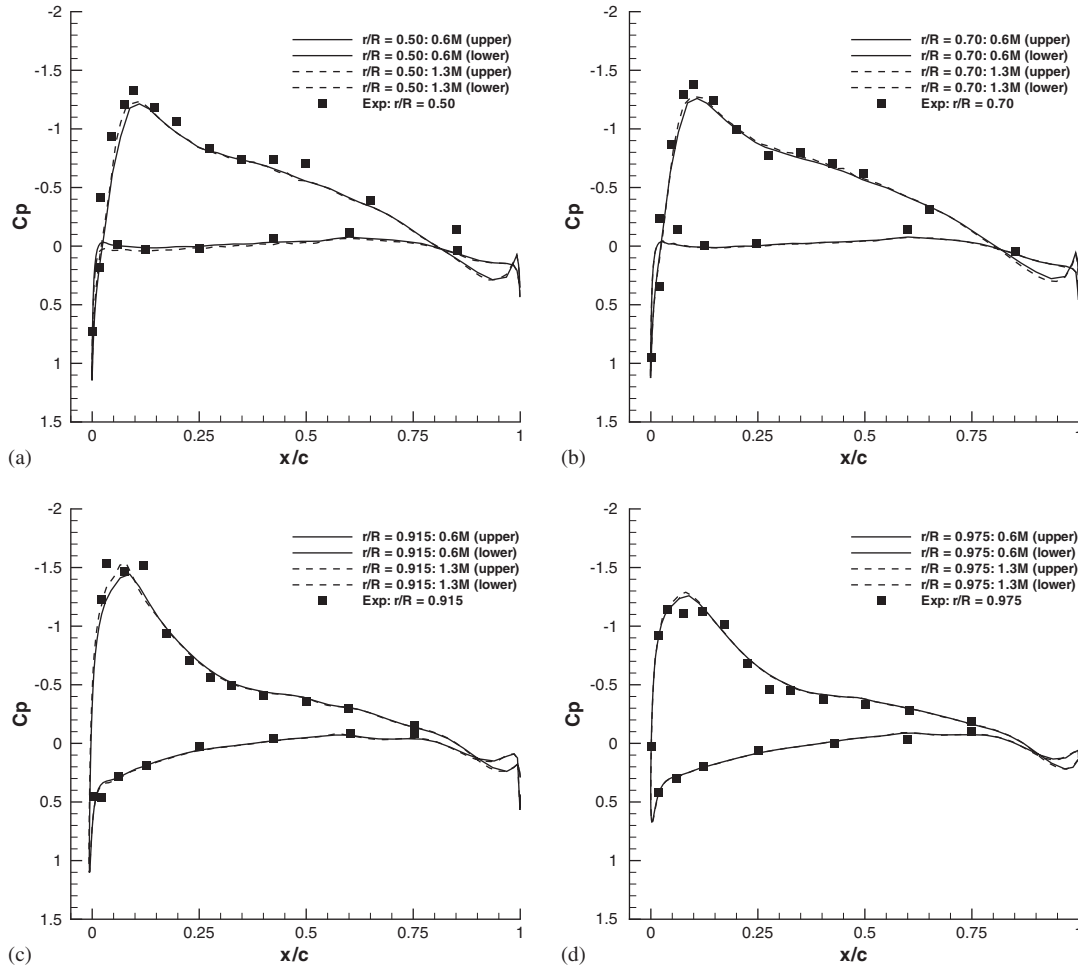 -2
-1.5
-1
-0.5
0
0.5
1
1.5
Cp
0
0.25
0.5
0.75
1
x/c
r/R = 0.50: 0.6M (upper)
r/R = 0.50: 0.6M (lower)
r/R = 0.50: 1.3M (upper)
r/R = 0.50: 1.3M (lower)
Exp: r/R = 0.50
(a)
-2
-1.5
-1
-0.5
0
0.5
1
1.5
Cp
0
0.25
0.5
0.75
1
x/c
r/R = 0.70: 0.6M (upper)
r/R = 0.70: 0.6M (lower)
r/R = 0.70: 1.3M (upper)
r/R = 0.70: 1.3M (lower)
Exp: r/R = 0.70
(b)
-2
-1.5
-1
-0.5
0
0.5
1
1.5
Cp
0
0.25
0.5
0.75
1
x/c
r/R = 0.915: 0.6M (upper)
r/R = 0.915: 0.6M (lower)
r/R = 0.915: 1.3M (upper)
r/R = 0.915: 1.3M (lower)
Exp: r/R = 0.915
(c)
-2
-1.5
-1
-0.5
0
0.5
1
1.5
Cp
0
0.25
0.5
0.75
1
x/c
r/R = 0.975: 0.6M (upper)
r/R = 0.975: 0.6M (lower)
r/R = 0.975: 1.3M (upper)
r/R = 0.975: 1.3M (lower)
Exp: r/R = 0.975
(d)